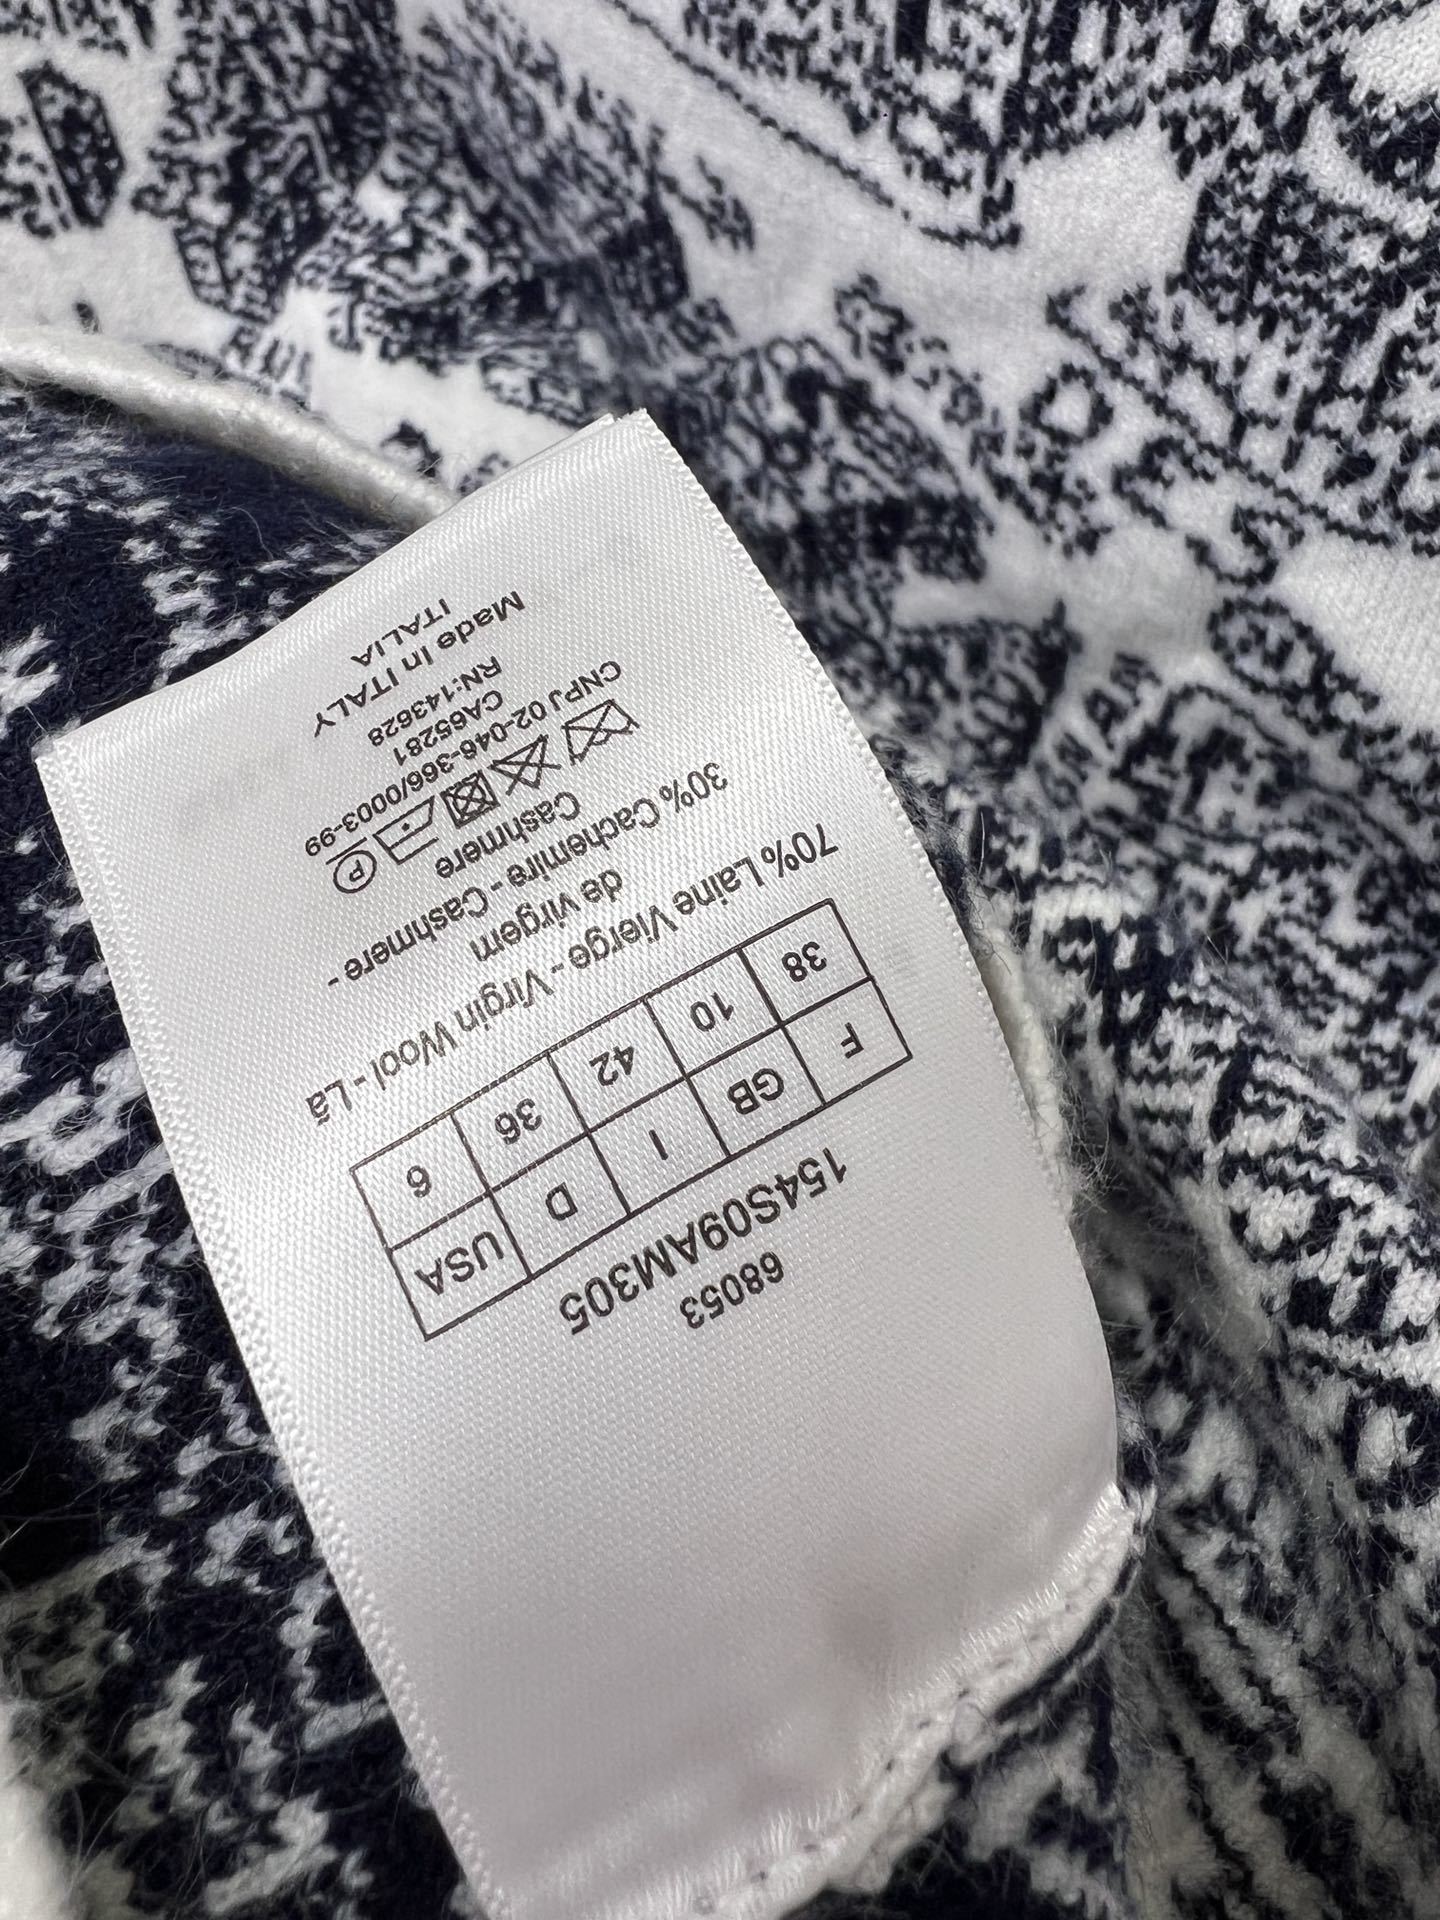 68053
154S09AM305
F GB I D USA
38 10 42 36 6
70% Laine Vierge - Virgin Wool - Lã
de virgem
30% Cachemire - Cashmere -
Cashmere
P
CNPJ 02-046-366/0003-99
CA65281
RN:143628
Made in ITALY
ITALIA